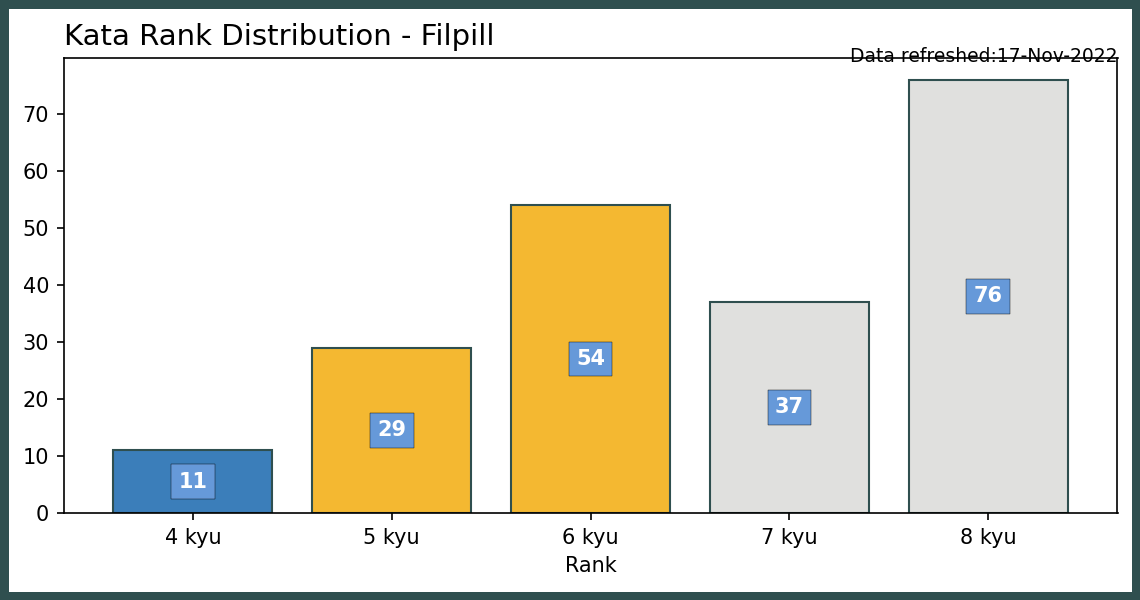 Kata Rank Distribution - Filpill
Data refreshed:17-Nov-2022
70
60
50
40
30
20
10
0
11
29
54
37
76
4 kyu
5 kyu
6 kyu
7 kyu
8 kyu
Rank